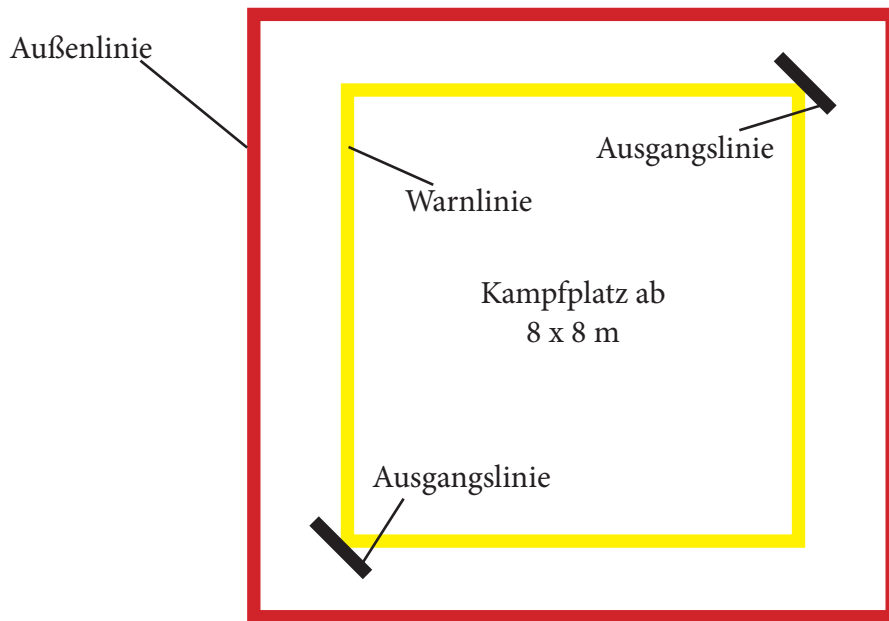 Außenlinie
Ausgangslinie
Warnlinie
Kampfplatz ab
8 x 8 m
Ausgangslinie